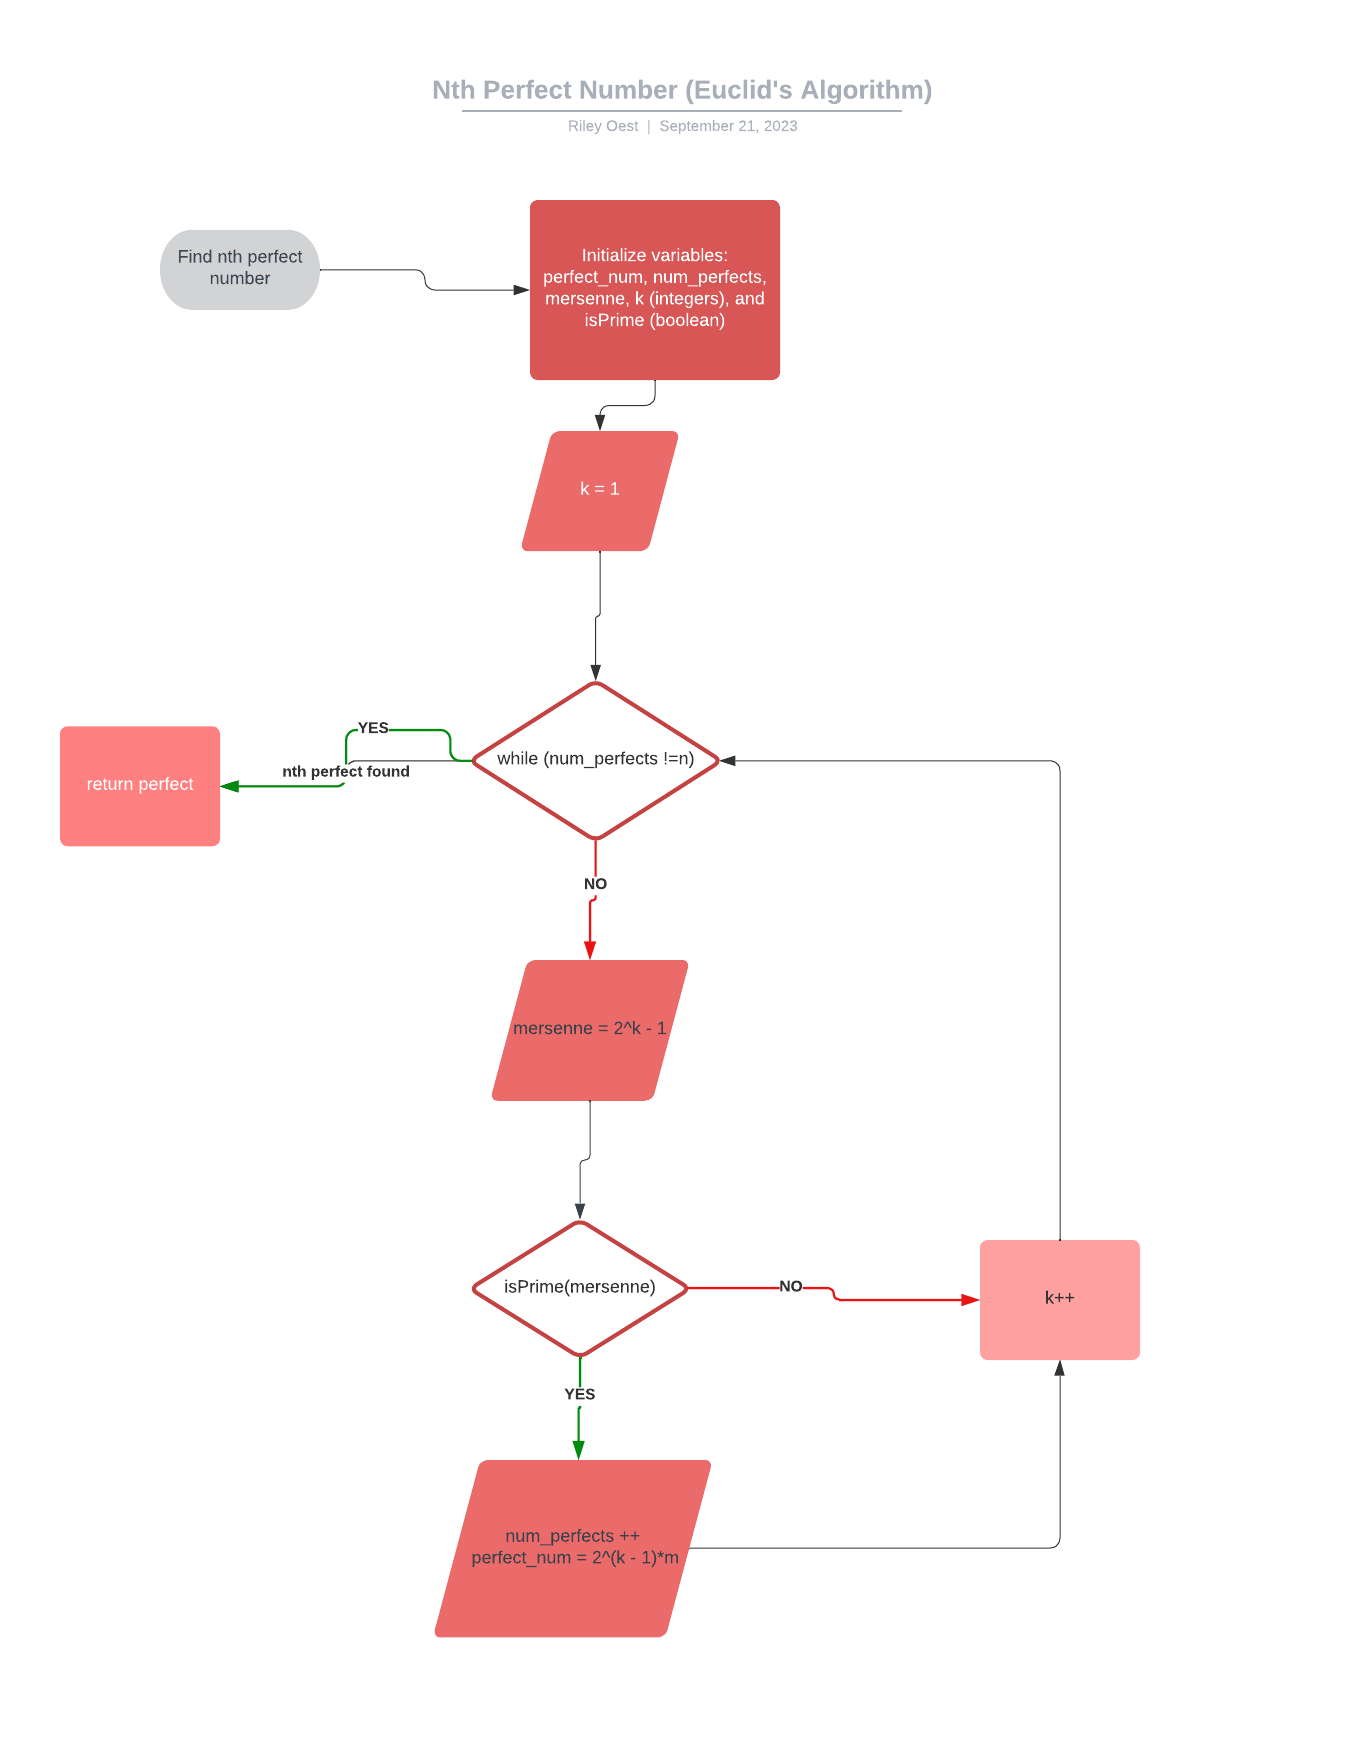 Nth Perfect Number (Euclid's Algorithm)
Riley Oest | September 21, 2023
Find nth perfect
number
Initialize variables:
perfect_num, num_perfects,
mersenne, k (integers), and
isPrime (boolean)
k = 1
while (num_perfects !=n)
YES
nth perfect found
return perfect
NO
mersenne = 2^k - 1
isPrime(mersenne)
NO
k++
YES
num_perfects ++
perfect_num = 2^(k - 1)*m